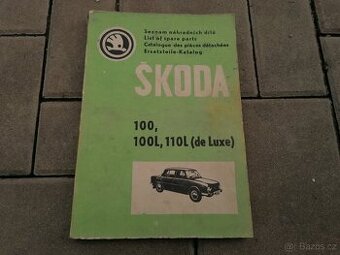 Seznam náhradních dílů
List of spare parts
Catalogue des pièces détachées
Ersatzteile-Katalog
ŠKODA
100,
100L, 110L (de Luxe)
Bazos.cz